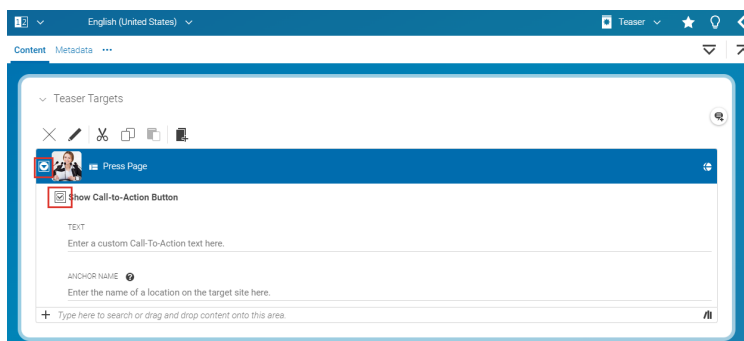 English (United States)
Teaser
Content Metadata
Teaser Targets
Press Page
Show Call-to-Action Button
TEXT
Enter a custom Call-To-Action text here.
ANCHOR NAME
Enter the name of a location on the target site here.
Type here to search or drag and drop content onto this area.